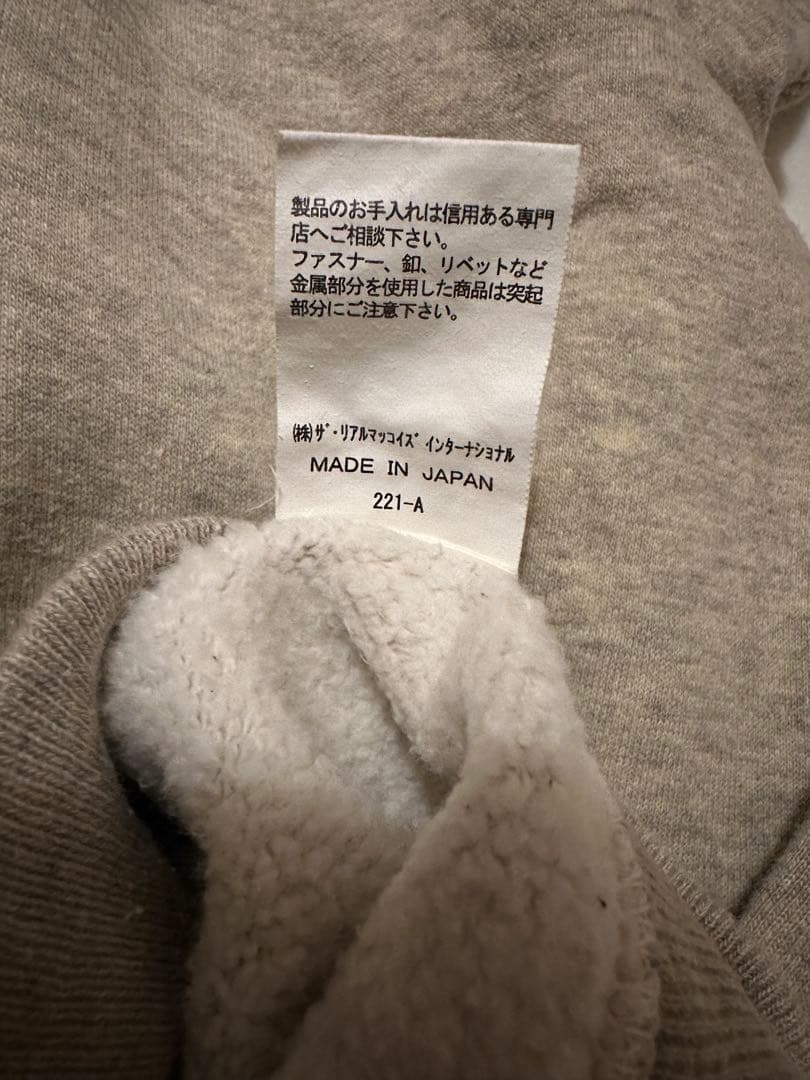 製品のお手入れは信用ある専門
店へご相談下さい。
ファスナー、釦、リベットなど
金属部分を使用した商品は突起
部分にご注意下さい。
㈱ｻﾞ･ﾘｱﾙﾏｯｺｲｽﾞ ｲﾝﾀｰﾅｼｮﾅﾙ
MADE IN JAPAN
221-A